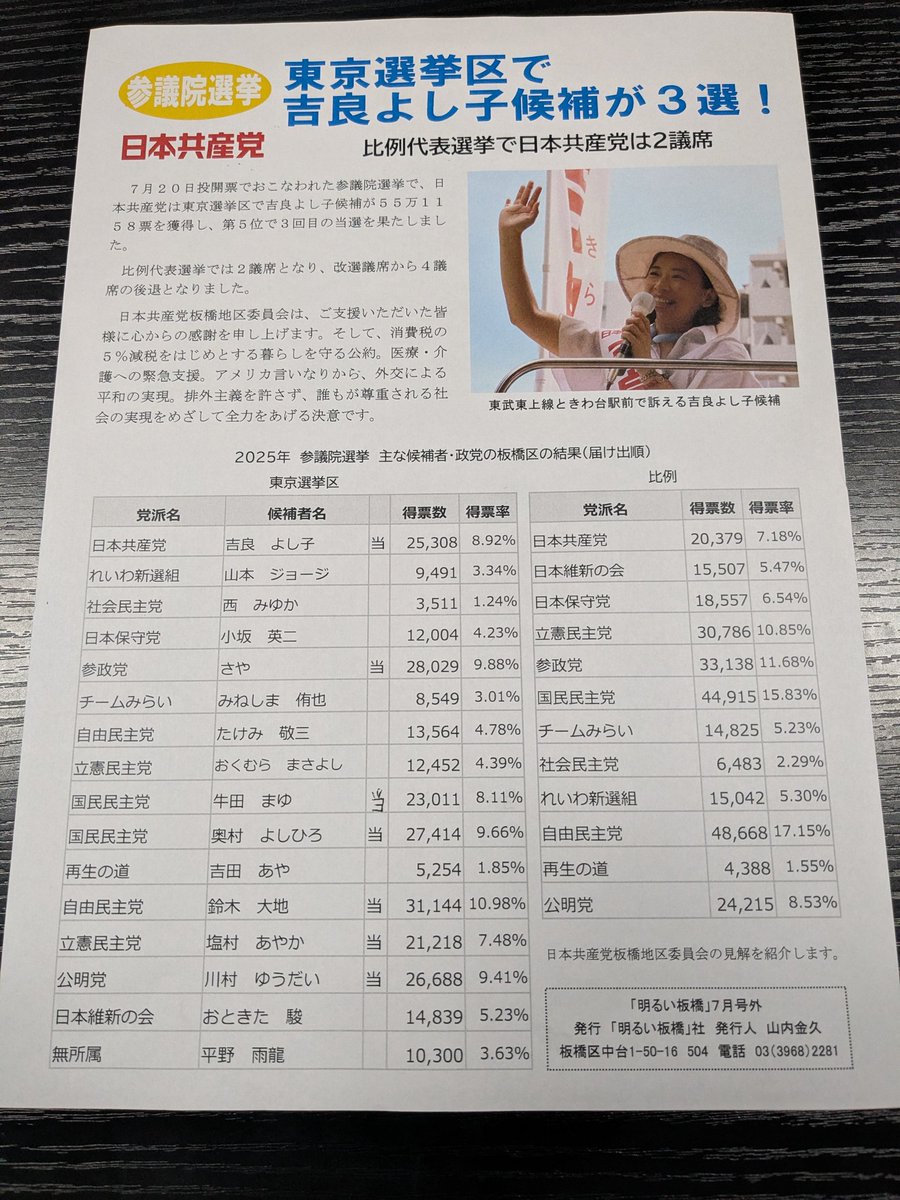 参議院選挙
東京選挙区で
吉良よし子候補が3選！
日本共産党
比例代表選挙で日本共産党は2議席
７月２０日投開票でおこなわれた参議院選挙で、日
本共産党は東京選挙区で吉良よし子候補が５５万１１
５８票を獲得し、第５位で３回目の当選を果たしまし
た。
比例代表選挙では２議席となり、改選議席から４議
席の後退となりました。
日本共産党板橋地区委員会は、ご支援いただいた皆
様に心からの感謝を申し上げます。そして、消費税の
５％減税をはじめとする暮らしを守る公約。医療・介
護への緊急支援。アメリカ言いなりから、外交による
平和の実現。排外主義を許さず、誰もが尊重される社
会の実現をめざして全力をあげる決意です。
きら
東武東上線ときわ台駅前で訴える吉良よし子候補
2025年 参議院選挙 主な候補者・政党の板橋区の結果（届け出順）
東京選挙区
党派名 候補者名 得票数 得票率
日本共産党 吉良 よし子 当 25,308 8.92%
れいわ新選組 山本 ジョージ 9,491 3.34%
社会民主党 西 みゆか 3,511 1.24%
日本保守党 小坂 英二 12,004 4.23%
参政党 さや 当 28,029 9.88%
チームみらい みねしま 侑也 8,549 3.01%
自由民主党 たけみ 敬三 13,564 4.78%
立憲民主党 おくむら まさよし 12,452 4.39%
国民民主党 牛田 まゆ 当 23,011 8.11%
国民民主党 奥村 よしひろ 当 27,414 9.66%
再生の道 吉田 あや 5,254 1.85%
自由民主党 鈴木 大地 当 31,144 10.98%
立憲民主党 塩村 あやか 当 21,218 7.48%
公明党 川村 ゆうだい 当 26,688 9.41%
日本維新の会 おときた 駿 14,839 5.23%
無所属 平野 雨龍 10,300 3.63%
比例
党派名 得票数 得票率
日本共産党 20,379 7.18%
日本維新の会 15,507 5.47%
日本保守党 18,557 6.54%
立憲民主党 30,786 10.85%
参政党 33,138 11.68%
国民民主党 44,915 15.83%
チームみらい 14,825 5.23%
社会民主党 6,483 2.29%
れいわ新選組 15,042 5.30%
自由民主党 48,668 17.15%
再生の道 4,388 1.55%
公明党 24,215 8.53%
日本共産党板橋地区委員会の見解を紹介します。
「明るい板橋」7月号外
発行 「明るい板橋」社 発行人 山内金久
板橋区中台1-50-16 504 電話 03(3968)2281